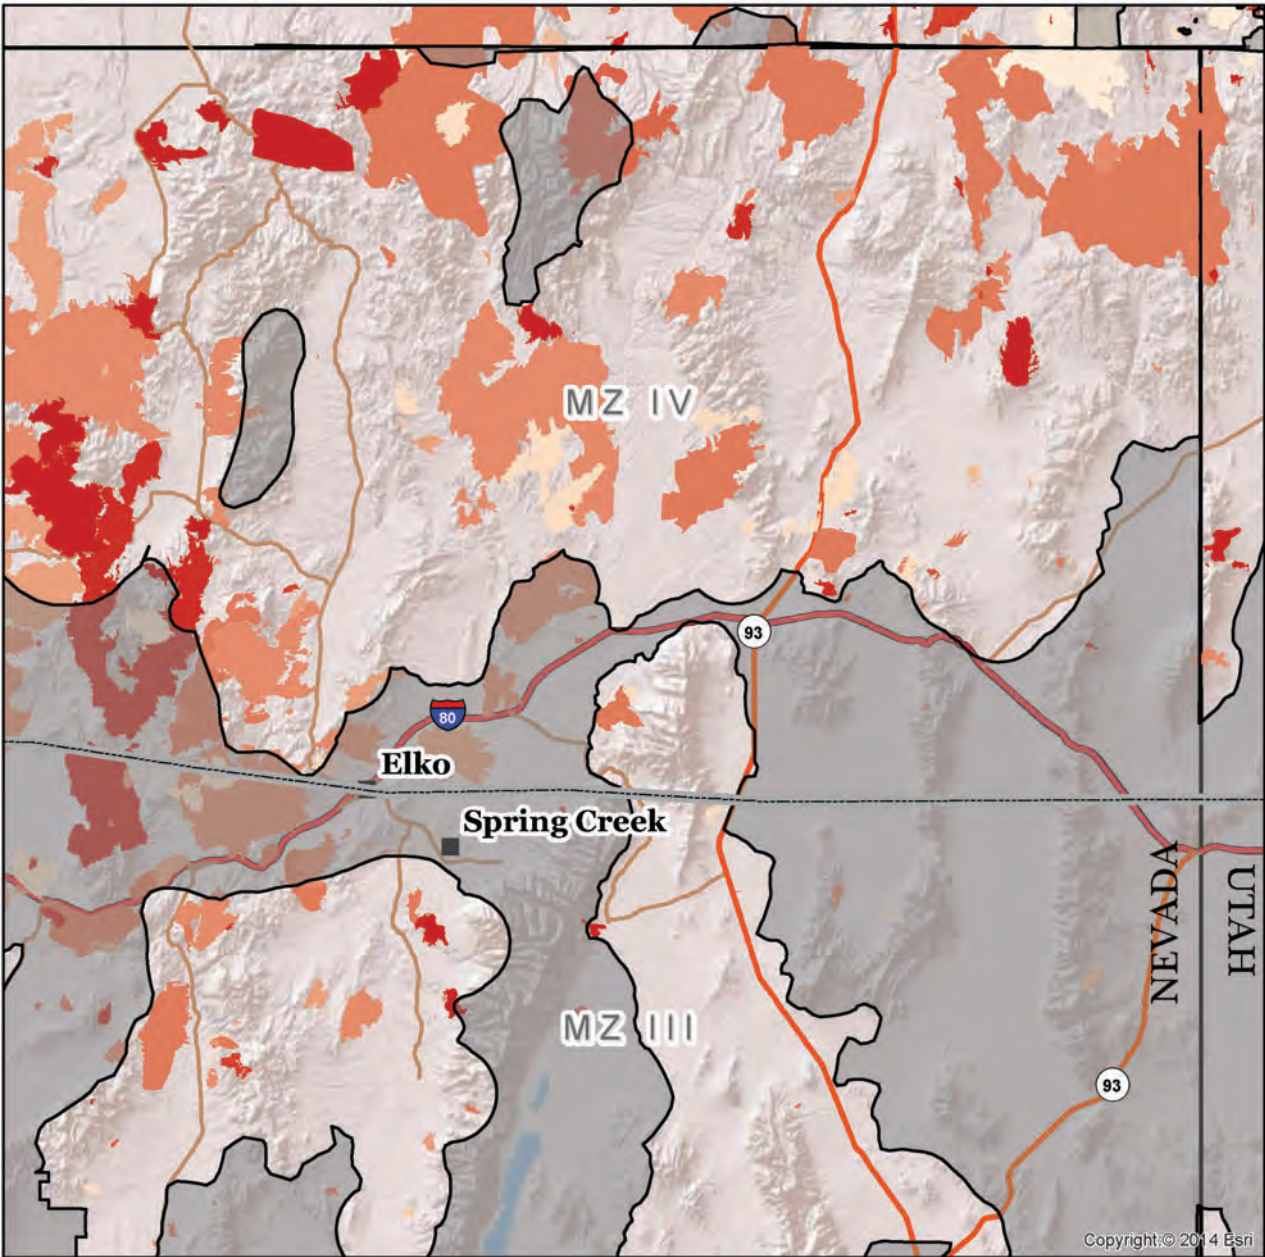 MZ IV
93
80
Elko
Spring Creek
NEVADA
UTAH
MZ III
93
Copyright:© 2014 Esri